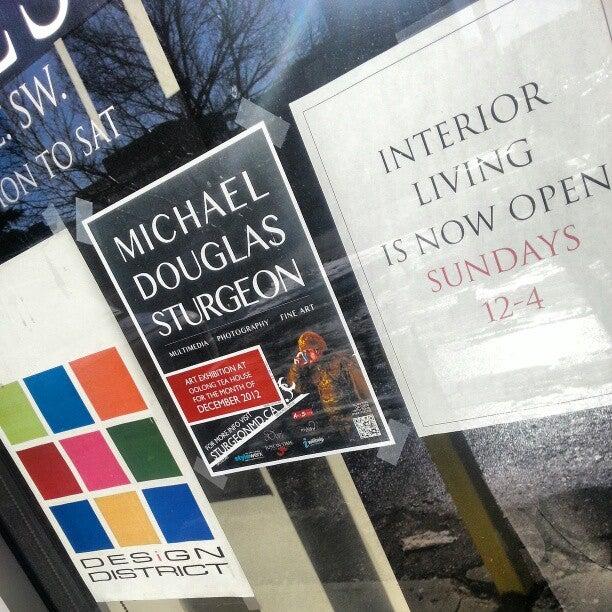 SW.
TO SAT
MICHAEL
DOUGLAS
STURGEON
MULTIMEDIA PHOTOGRAPHY FINE ART
ART EXHIBITION AT
OOLONG TEA HOUSE
FOR THE MONTH OF
DECEMBER 2012
FOR MORE INFO VISIT
STURGEONMD.CA
INTERIOR
LIVING
IS NOW OPEN
SUNDAYS
12-4
DESiGN
DISTRICT